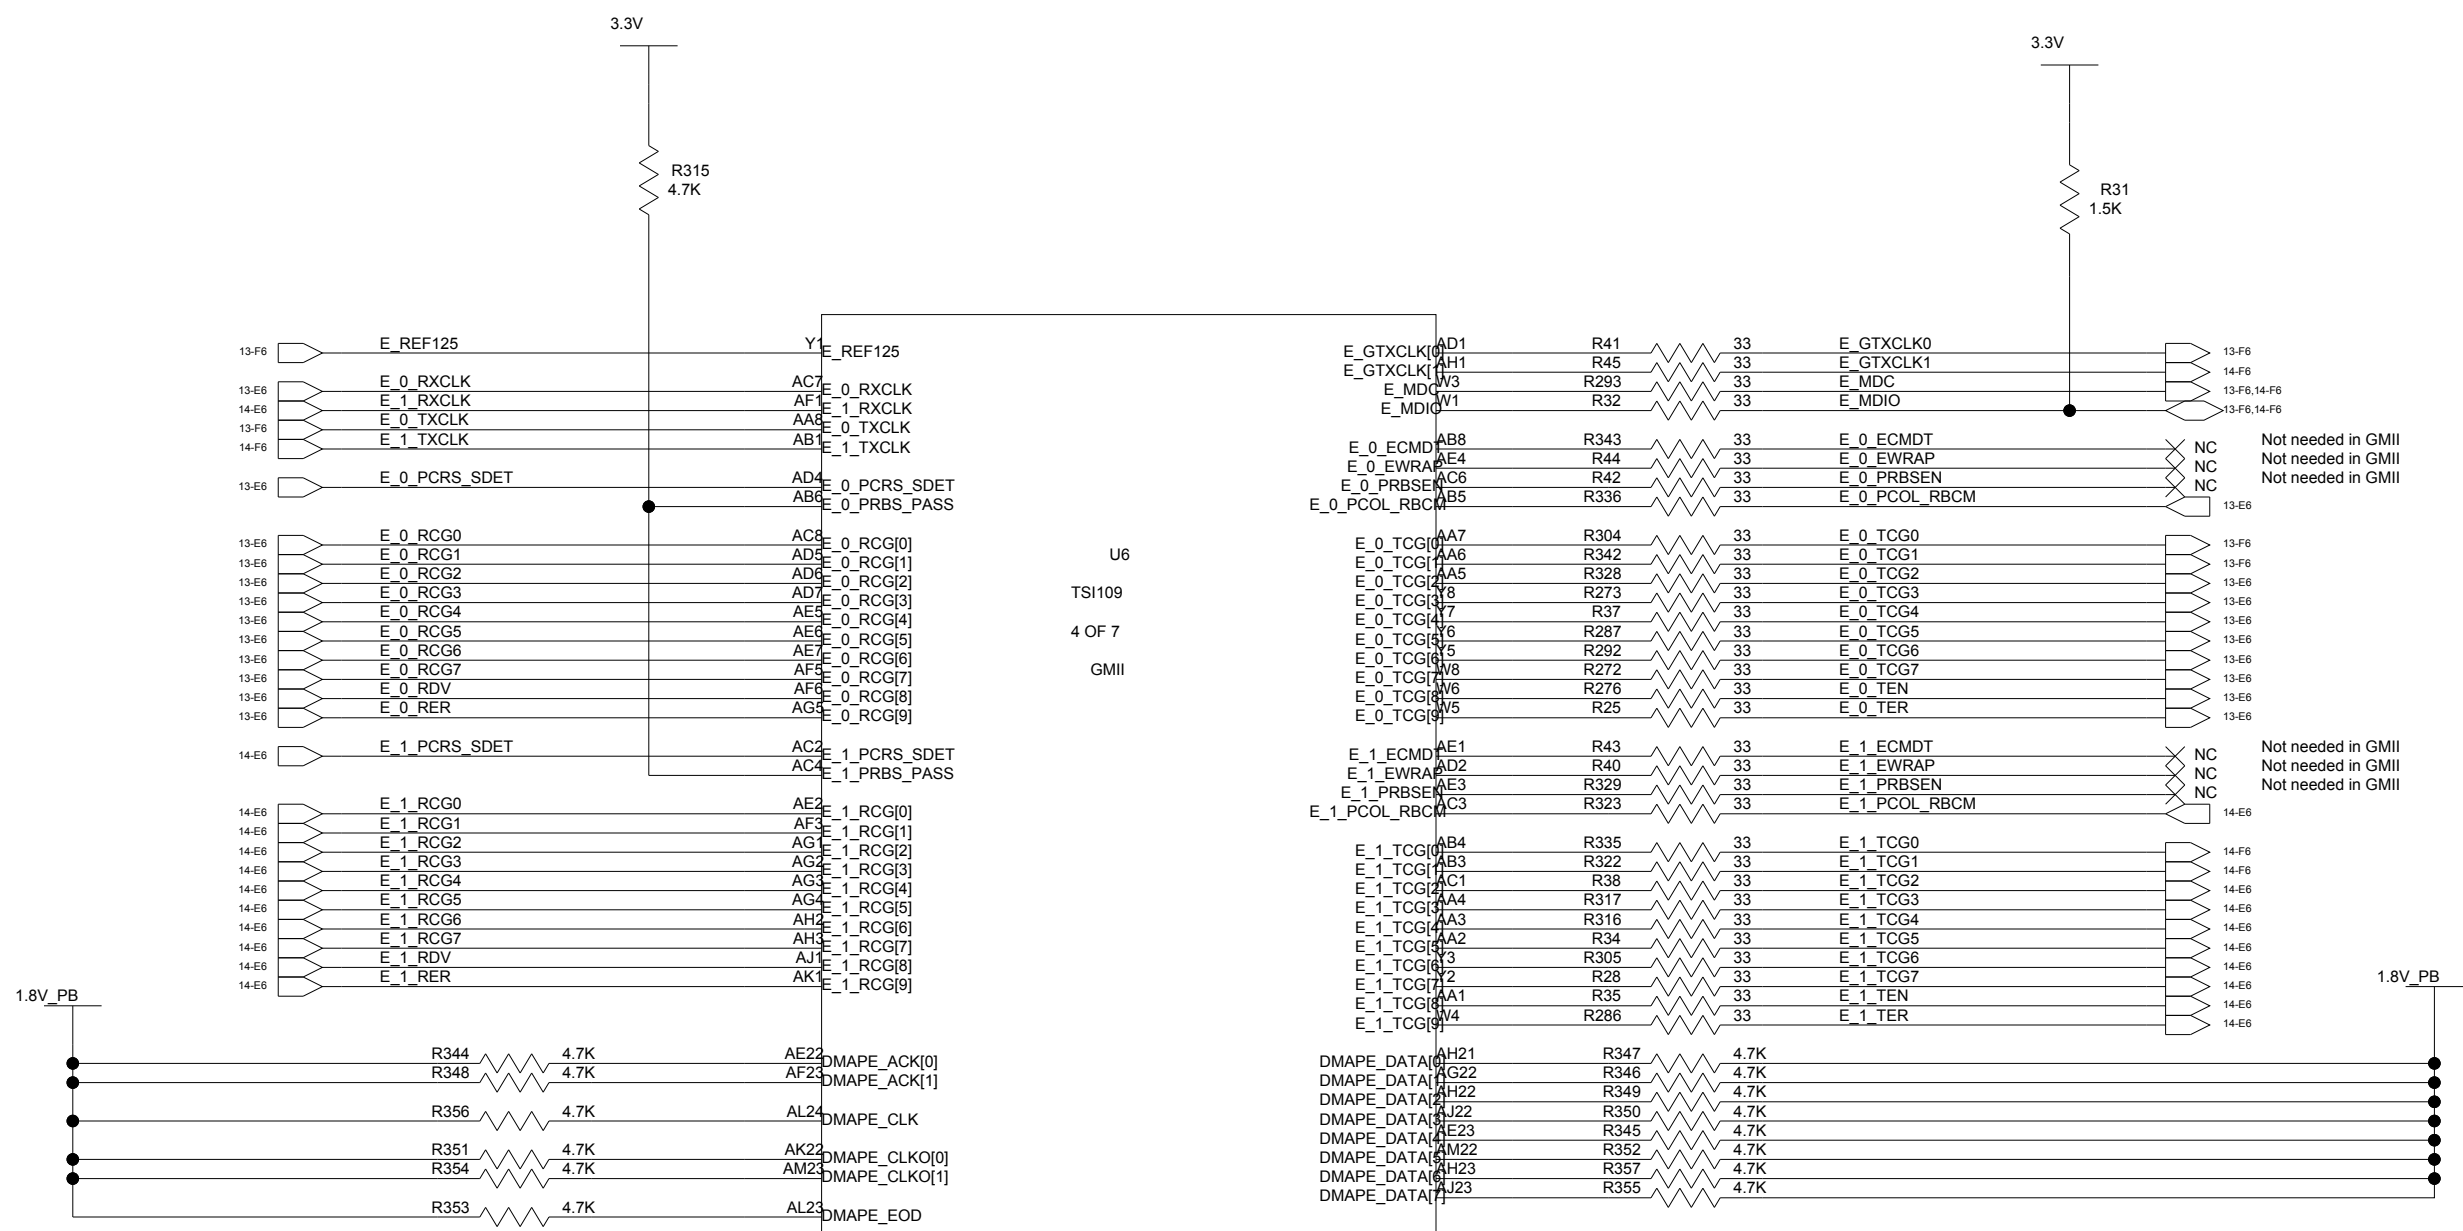 3.3V
3.3V
R315
4.7K
R31
1.5K
13-F6 E_REF125 Y1 E_REF125 E_GTXCLK[0] AD1 R41 33 E_GTXCLK0 13-F6
E_GTXCLK[1] AH1 R45 33 E_GTXCLK1 14-F6
13-E6 E_0_RXCLK AC7 E_0_RXCLK E_MDC W3 R293 33 E_MDC 13-F6,14-F6
14-E6 E_1_RXCLK AF1 E_1_RXCLK E_MDIO W1 R32 33 E_MDIO 13-F6,14-F6
13-F6 E_0_TXCLK AA8 E_0_TXCLK
14-F6 E_1_TXCLK AB1 E_1_TXCLK E_0_ECMDT AB8 R343 33 E_0_ECMDT NC Not needed in GMII
E_0_EWRAP AE4 R44 33 E_0_EWRAP NC Not needed in GMII
13-E6 E_0_PCRS_SDET AD4 E_0_PCRS_SDET E_0_PRBSEN AC6 R42 33 E_0_PRBSEN NC Not needed in GMII
AB6 E_0_PRBS_PASS E_0_PCOL_RBCM AB5 R336 33 E_0_PCOL_RBCM 13-E6
13-E6 E_0_RCG0 AC8 E_0_RCG[0] E_0_TCG[0] AA7 R304 33 E_0_TCG0 13-F6
13-E6 E_0_RCG1 AD5 E_0_RCG[1] U6 E_0_TCG[1] AA6 R342 33 E_0_TCG1 13-F6
13-E6 E_0_RCG2 AD6 E_0_RCG[2] E_0_TCG[2] AA5 R328 33 E_0_TCG2 13-E6
13-E6 E_0_RCG3 AD7 E_0_RCG[3] TSI109 E_0_TCG[3] Y8 R273 33 E_0_TCG3 13-E6
13-E6 E_0_RCG4 AE5 E_0_RCG[4] E_0_TCG[4] Y7 R37 33 E_0_TCG4 13-E6
13-E6 E_0_RCG5 AE6 E_0_RCG[5] 4 OF 7 E_0_TCG[5] Y6 R287 33 E_0_TCG5 13-E6
13-E6 E_0_RCG6 AE7 E_0_RCG[6] E_0_TCG[6] Y5 R292 33 E_0_TCG6 13-E6
13-E6 E_0_RCG7 AF5 E_0_RCG[7] GMII E_0_TCG[7] W8 R272 33 E_0_TCG7 13-E6
13-E6 E_0_RDV AF6 E_0_RCG[8] E_0_TCG[8] W6 R276 33 E_0_TEN 13-E6
13-E6 E_0_RER AG5 E_0_RCG[9] E_0_TCG[9] W5 R25 33 E_0_TER 13-E6
14-E6 E_1_PCRS_SDET AC2 E_1_PCRS_SDET E_1_ECMDT AE1 R43 33 E_1_ECMDT NC Not needed in GMII
AC4 E_1_PRBS_PASS E_1_EWRAP AD2 R40 33 E_1_EWRAP NC Not needed in GMII
E_1_PRBSEN AE3 R329 33 E_1_PRBSEN NC Not needed in GMII
14-E6 E_1_RCG0 AE2 E_1_RCG[0] E_1_PCOL_RBCM AC3 R323 33 E_1_PCOL_RBCM 14-E6
14-E6 E_1_RCG1 AF3 E_1_RCG[1]
14-E6 E_1_RCG2 AG1 E_1_RCG[2] E_1_TCG[0] AB4 R335 33 E_1_TCG0 14-F6
14-E6 E_1_RCG3 AG2 E_1_RCG[3] E_1_TCG[1] AB3 R322 33 E_1_TCG1 14-F6
14-E6 E_1_RCG4 AG3 E_1_RCG[4] E_1_TCG[2] AC1 R38 33 E_1_TCG2 14-E6
14-E6 E_1_RCG5 AG4 E_1_RCG[5] E_1_TCG[3] AA4 R317 33 E_1_TCG3 14-E6
14-E6 E_1_RCG6 AH2 E_1_RCG[6] E_1_TCG[4] AA3 R316 33 E_1_TCG4 14-E6
14-E6 E_1_RCG7 AH3 E_1_RCG[7] E_1_TCG[5] AA2 R34 33 E_1_TCG5 14-E6
14-E6 E_1_RDV AJ1 E_1_RCG[8] E_1_TCG[6] Y3 R305 33 E_1_TCG6 14-E6
14-E6 E_1_RER AK1 E_1_RCG[9] E_1_TCG[7] Y2 R28 33 E_1_TCG7 14-E6
1.8V_PB E_1_TCG[8] AA1 R35 33 E_1_TEN 14-E6 1.8V_PB
E_1_TCG[9] W4 R286 33 E_1_TER 14-E6
R344 4.7K AE22 DMAPE_ACK[0] DMAPE_DATA[0] AH21 R347 4.7K
R348 4.7K AF23 DMAPE_ACK[1] DMAPE_DATA[1] AG22 R346 4.7K
DMAPE_DATA[2] AH22 R349 4.7K
R356 4.7K AL24 DMAPE_CLK DMAPE_DATA[3] AJ22 R350 4.7K
DMAPE_DATA[4] AE23 R345 4.7K
R351 4.7K AK22 DMAPE_CLKO[0] DMAPE_DATA[5] AM22 R352 4.7K
R354 4.7K AM23 DMAPE_CLKO[1] DMAPE_DATA[6] AH23 R357 4.7K
DMAPE_DATA[7] AJ23 R355 4.7K
R353 4.7K AL23 DMAPE_EOD